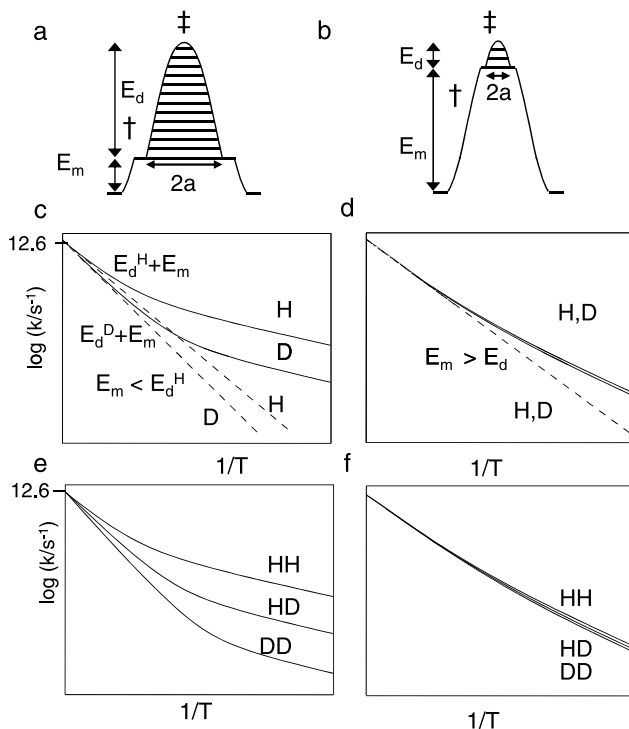 a
‡
E_d
†
E_m
2a
b
‡
E_d
2a
†
E_m
c
12.6
log (k/s⁻¹)
E_d^H+E_m
H
E_d^D+E_m
D
E_m < E_d^H
H
D
1/T
d
H,D
E_m > E_d
H,D
1/T
e
12.6
log (k/s⁻¹)
HH
HD
DD
1/T
f
HH
HD
DD
1/T